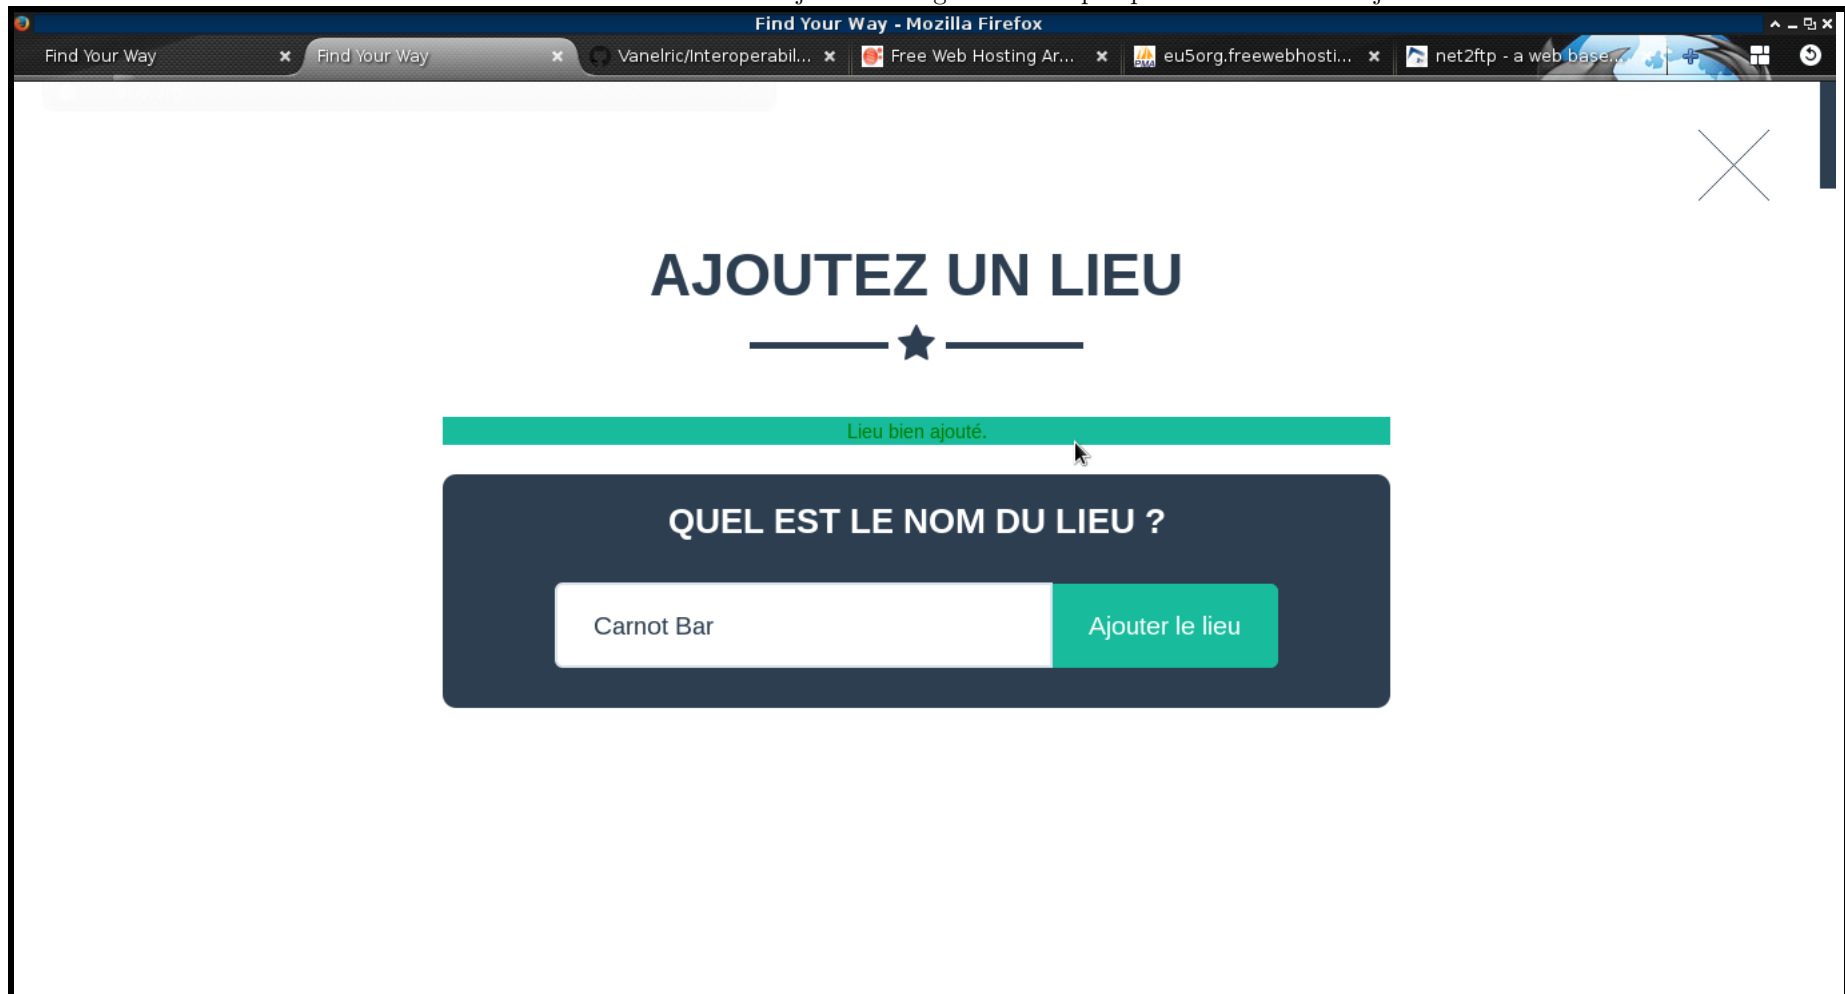 Find Your Way - Mozilla Firefox
Find Your Way
Find Your Way
Vanelric/Interoperabil...
Free Web Hosting Ar...
eu5org.freewebhosti...
net2ftp - a web base...
AJOUTEZ UN LIEU
Lieu bien ajouté.
QUEL EST LE NOM DU LIEU ?
Carnot Bar
Ajouter le lieu